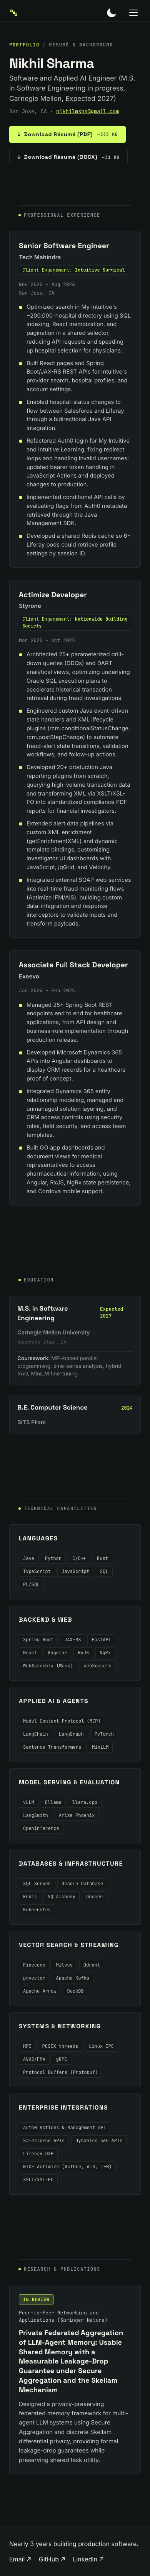 PORTFOLIO / RÉSUMÉ & BACKGROUND
Nikhil Sharma
Software and Applied AI Engineer (M.S.
in Software Engineering in progress,
Carnegie Mellon, Expected 2027)
San Jose, CA · nikhilmsha@gmail.com
↓ Download Résumé (PDF) ~335 KB
↓ Download Résumé (DOCX) ~31 KB
PROFESSIONAL EXPERIENCE
Senior Software Engineer
Tech Mahindra
Client Engagement: Intuitive Surgical
Nov 2025 – Aug 2026
San Jose, CA
Optimized search in My Intuitive's
~200,000-hospital directory using SQL
indexing, React memoization, and
pagination in a shared selector,
reducing API requests and speeding
up hospital selection for physicians.
Built React pages and Spring
Boot/JAX-RS REST APIs for Intuitive's
provider search, hospital profiles, and
account settings.
Enabled hospital-status changes to
flow between Salesforce and Liferay
through a bidirectional Java API
integration.
Refactored Auth0 login for My Intuitive
and Intuitive Learning, fixing redirect
loops and handling invalid usernames;
updated bearer token handling in
JavaScript Actions and deployed
changes to production.
Implemented conditional API calls by
evaluating flags from Auth0 metadata
retrieved through the Java
Management SDK.
Developed a shared Redis cache so 6+
Liferay pods could retrieve profile
settings by session ID.
Actimize Developer
Styrone
Client Engagement: Nationwide Building
Society
Mar 2025 – Oct 2025
Architected 25+ parameterized drill-
down queries (DDQs) and DART
analytical views, optimizing underlying
Oracle SQL execution plans to
accelerate historical transaction
retrieval during fraud investigations.
Engineered custom Java event-driven
state handlers and XML lifecycle
plugins (rcm.conditionalStatusChange,
rcm.postStepChange) to automate
fraud-alert state transitions, validation
workflows, and follow-up actions.
Developed 20+ production Java
reporting plugins from scratch,
querying high-volume transaction data
and transforming XML via XSLT/XSL-
FO into standardized compliance PDF
reports for financial investigators.
Extended alert data pipelines via
custom XML enrichment
(getEnrichmentXML) and dynamic
template bindings, customizing
investigator UI dashboards with
JavaScript, jqGrid, and Velocity.
Integrated external SOAP web services
into real-time fraud monitoring flows
(Actimize IFM/AIS), building custom
data-integration and response
interceptors to validate inputs and
transform payloads.
Associate Full Stack Developer
Exeevo
Jan 2024 – Feb 2025
Managed 25+ Spring Boot REST
endpoints end to end for healthcare
applications, from API design and
business-rule implementation through
production release.
Developed Microsoft Dynamics 365
APIs into Angular dashboards to
display CRM records for a healthcare
proof of concept.
Integrated Dynamics 365 entity
relationship modeling, managed and
unmanaged solution layering, and
CRM access controls using security
roles, field security, and access team
templates.
Built GO app dashboards and
document workflows for medical
representatives to access
pharmaceutical information, using
Angular, RxJS, NgRx state persistence,
and Cordova mobile support.
EDUCATION
M.S. in Software
Engineering
Expected
2027
Carnegie Mellon University
Mountain View, CA
Coursework: MPI-based parallel
programming, time-series analysis, hybrid
RAG, MiniLM fine-tuning
B.E. Computer Science 2024
BITS Pilani
TECHNICAL CAPABILITIES
LANGUAGES
Java Python C/C++ Rust
TypeScript JavaScript SQL
PL/SQL
BACKEND & WEB
Spring Boot JAX-RS FastAPI
React Angular RxJS NgRx
WebAssembly (Wasm) WebSockets
APPLIED AI & AGENTS
Model Context Protocol (MCP)
LangChain LangGraph PyTorch
Sentence Transformers MiniLM
MODEL SERVING & EVALUATION
vLLM Ollama llama.cpp
LangSmith Arize Phoenix
OpenInference
DATABASES & INFRASTRUCTURE
SQL Server Oracle Database
Redis SQLAlchemy Docker
Kubernetes
VECTOR SEARCH & STREAMING
Pinecone Milvus Qdrant
pgvector Apache Kafka
Apache Arrow DuckDB
SYSTEMS & NETWORKING
MPI POSIX threads Linux IPC
AVX2/FMA gRPC
Protocol Buffers (Protobuf)
ENTERPRISE INTEGRATIONS
Auth0 Actions & Management API
Salesforce APIs Dynamics 365 APIs
Liferay DXP
NICE Actimize (ActOne, AIS, IFM)
XSLT/XSL-FO
RESEARCH & PUBLICATIONS
IN REVIEW
Peer-to-Peer Networking and
Applications (Springer Nature)
Private Federated Aggregation
of LLM-Agent Memory: Usable
Shared Memory with a
Measurable Leakage-Drop
Guarantee under Secure
Aggregation and the Skellam
Mechanism
Designed a privacy-preserving
federated memory framework for multi-
agent LLM systems using Secure
Aggregation and discrete Skellam
differential privacy, providing formal
leakage-drop guarantees while
preserving shared task utility.
Nearly 3 years building production software.
Email ↗ GitHub ↗ LinkedIn ↗